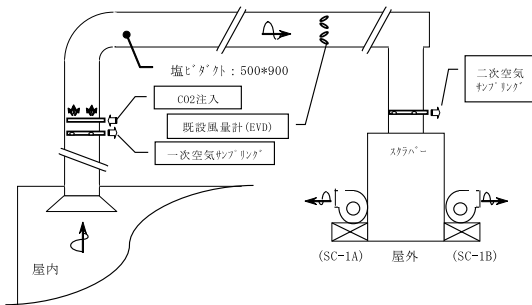 塩ﾋﾞﾀﾞｸﾄ：500*900
CO2注入
既設風量計(EVD)
一次空気ｻﾝﾌﾟﾘﾝｸﾞ
二次空気
ｻﾝﾌﾟﾘﾝｸﾞ
ｽｸﾗﾊﾞｰ
屋内
(SC-1A)
屋外
(SC-1B)